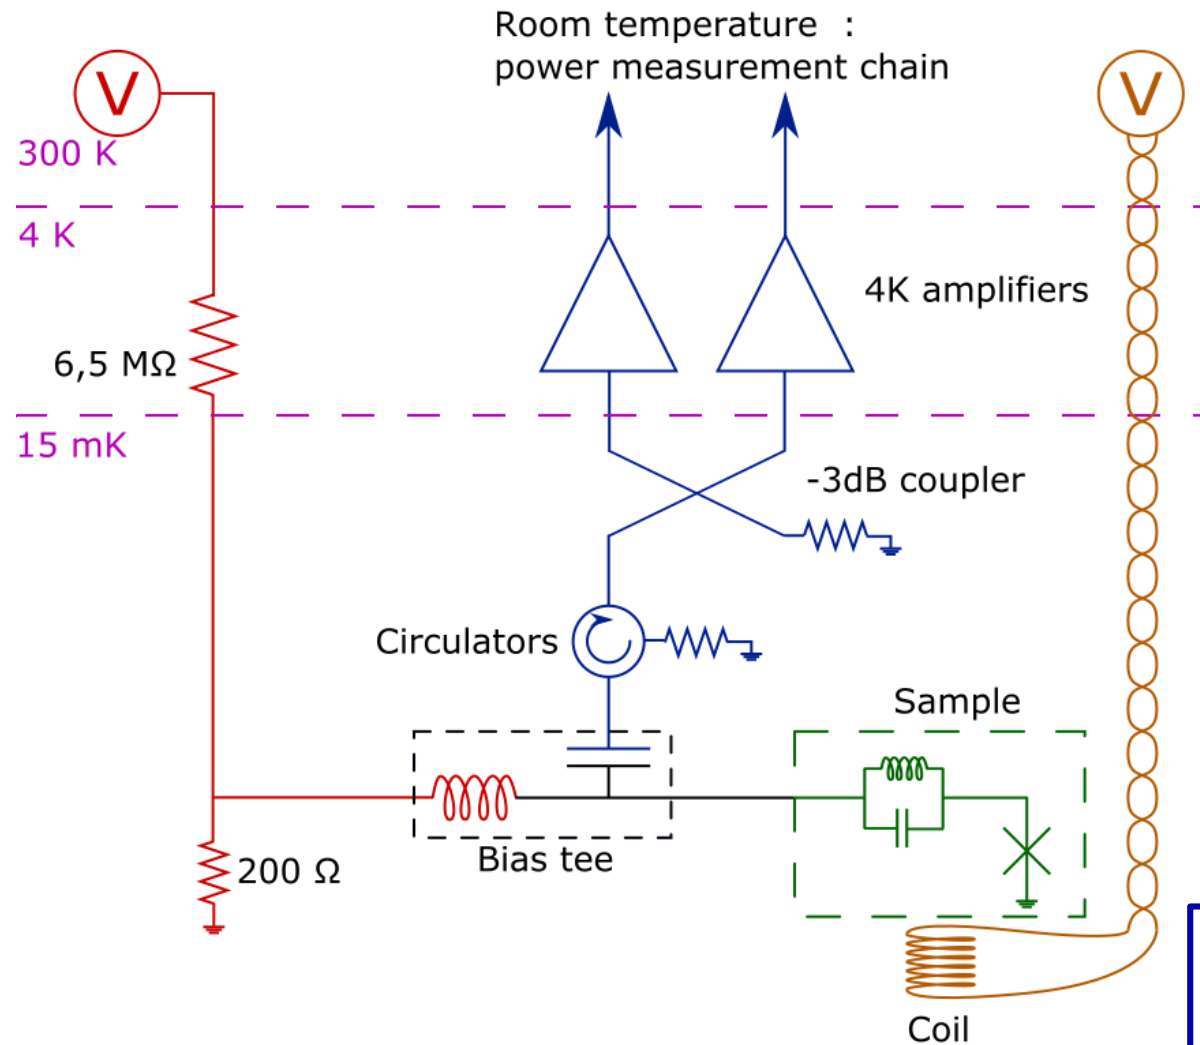 Room temperature :
power measurement chain
V
V
300 K
4 K
4K amplifiers
6,5 MΩ
15 mK
-3dB coupler
Circulators
Sample
Bias tee
200 Ω
Coil